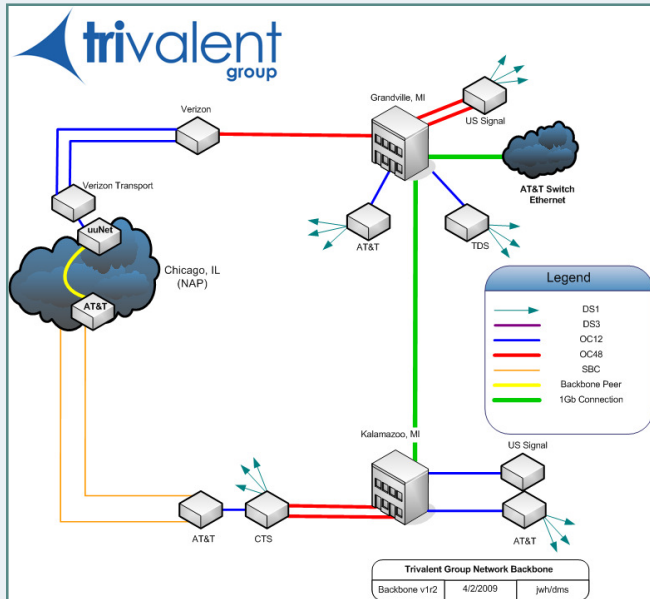 trivalent
group
Verizon
Grandville, MI
US Signal
AT&T Switch
Ethernet
Verizon Transport
uuNet
AT&T
TDS
Chicago, IL
(NAP)
AT&T
Legend
DS1
DS3
OC12
OC48
SBC
Backbone Peer
1Gb Connection
Kalamazoo, MI
US Signal
AT&T
CTS
AT&T
Trivalent Group Network Backbone
Backbone v1r2 4/2/2009 jwh/dms